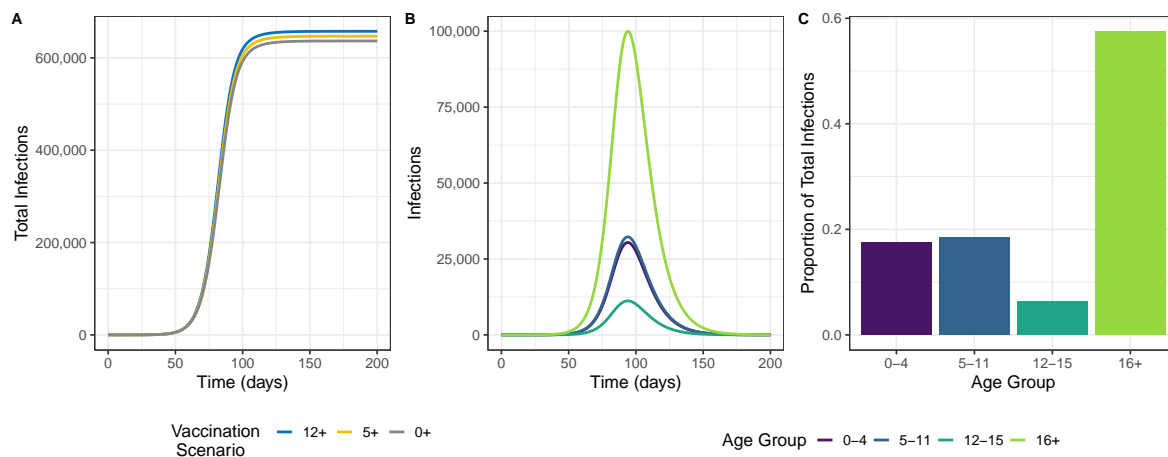 A
Total Infections
600,000
400,000
200,000
0
0 50 100 150 200
Time (days)
Vaccination
Scenario
12+ 5+ 0+
B
Infections
100,000
75,000
50,000
25,000
0
0 50 100 150 200
Time (days)
C
Proportion of Total Infections
0.6
0.4
0.2
0.0
0−4 5−11 12−15 16+
Age Group
Age Group 0−4 5−11 12−15 16+